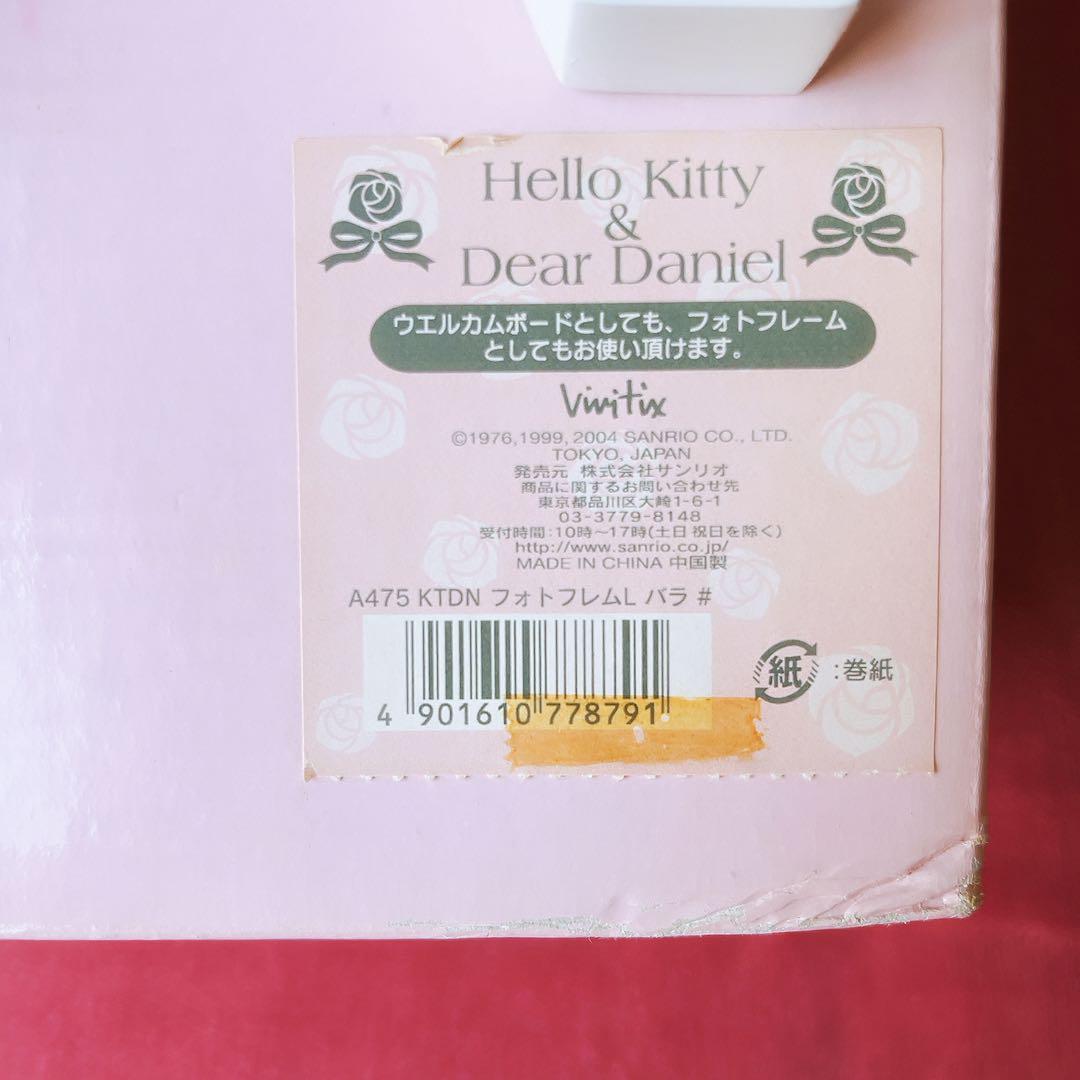 Hello Kitty
&
Dear Daniel
ウエルカムボードとしても、フォトフレーム
としてもお使い頂けます。
Vivitix
©1976,1999,2004 SANRIO CO., LTD.
TOKYO, JAPAN
発売元 株式会社サンリオ
商品に関するお問い合わせ先
東京都品川区大崎1-6-1
03-3779-8148
受付時間:10時~17時(土日祝日を除く)
http://www.sanrio.co.jp/
MADE IN CHINA 中国製
A475 KTDN フォトフレムL バラ #
4 901610 778791
紙 :巻紙